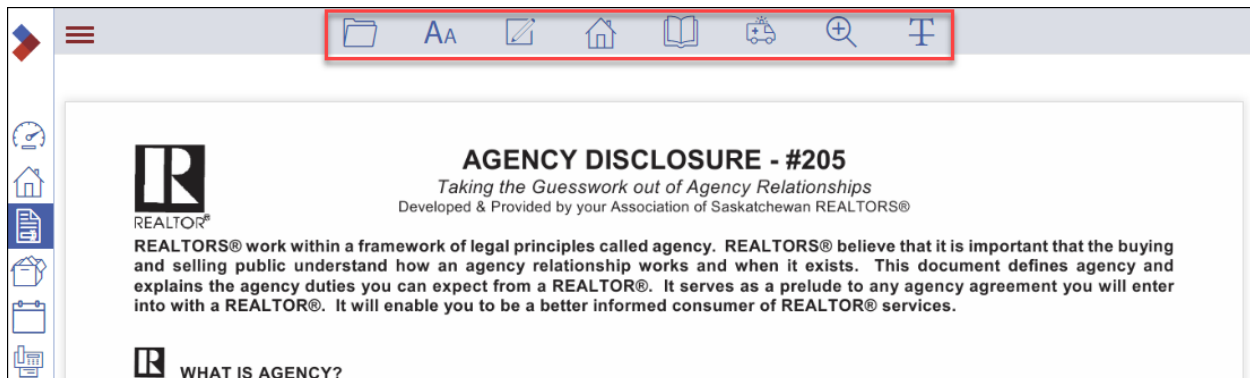 AGENCY DISCLOSURE - #205
Taking the Guesswork out of Agency Relationships
Developed & Provided by your Association of Saskatchewan REALTORS®
REALTOR®
REALTORS® work within a framework of legal principles called agency. REALTORS® believe that it is important that the buying
and selling public understand how an agency relationship works and when it exists. This document defines agency and
explains the agency duties you can expect from a REALTOR®. It serves as a prelude to any agency agreement you will enter
into with a REALTOR®. It will enable you to be a better informed consumer of REALTOR® services.
WHAT IS AGENCY?